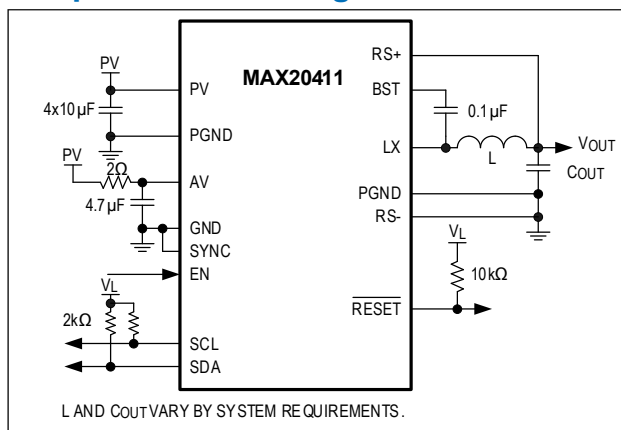 MAX20411
PV
4x10µF
PV
PGND
PV
2Ω
AV
4.7µF
GND
SYNC
EN
VL
2kΩ
SCL
SDA
RS+
BST
0.1µF
LX
L
VOUT
COUT
PGND
RS-
VL
10kΩ
RESET
L AND COUT VARY BY SYSTEM REQUIREMENTS.